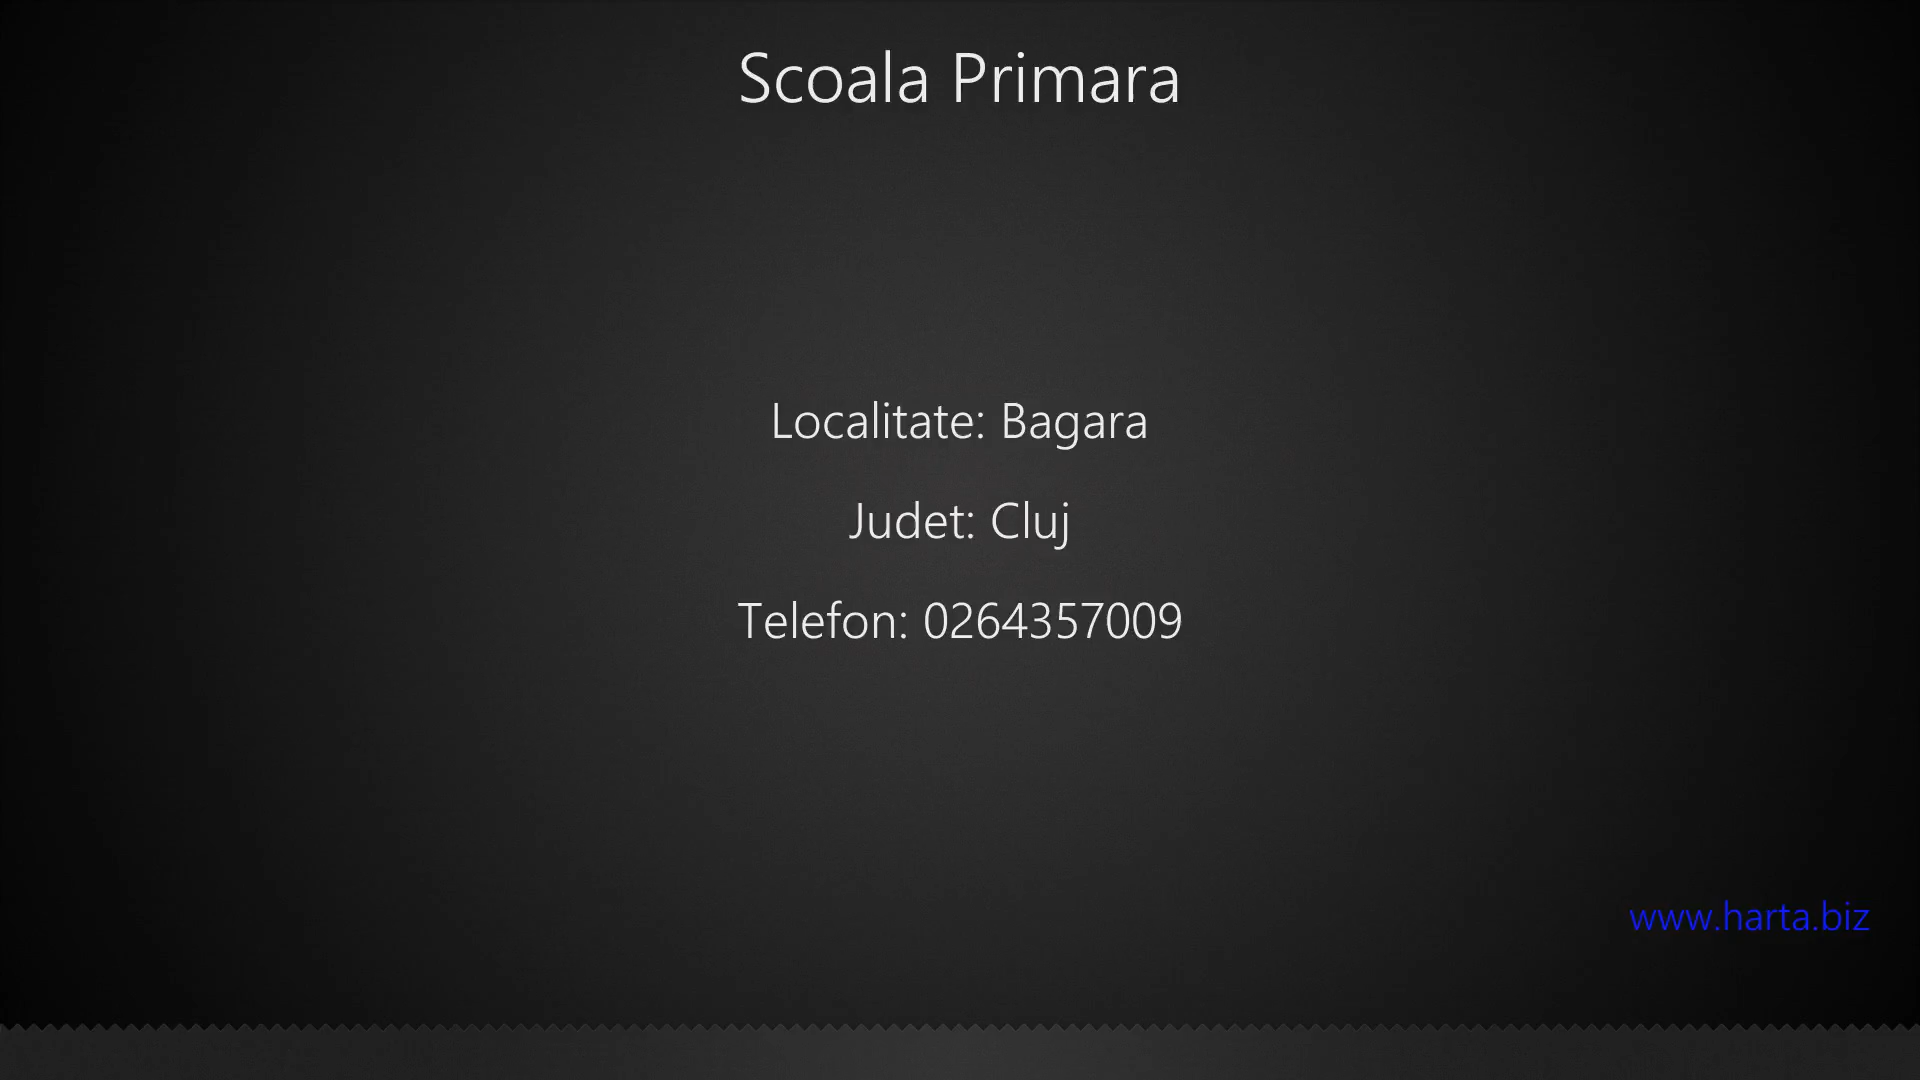 Scoala Primara
Localitate: Bagara
Judet: Cluj
Telefon: 0264357009
www.harta.biz